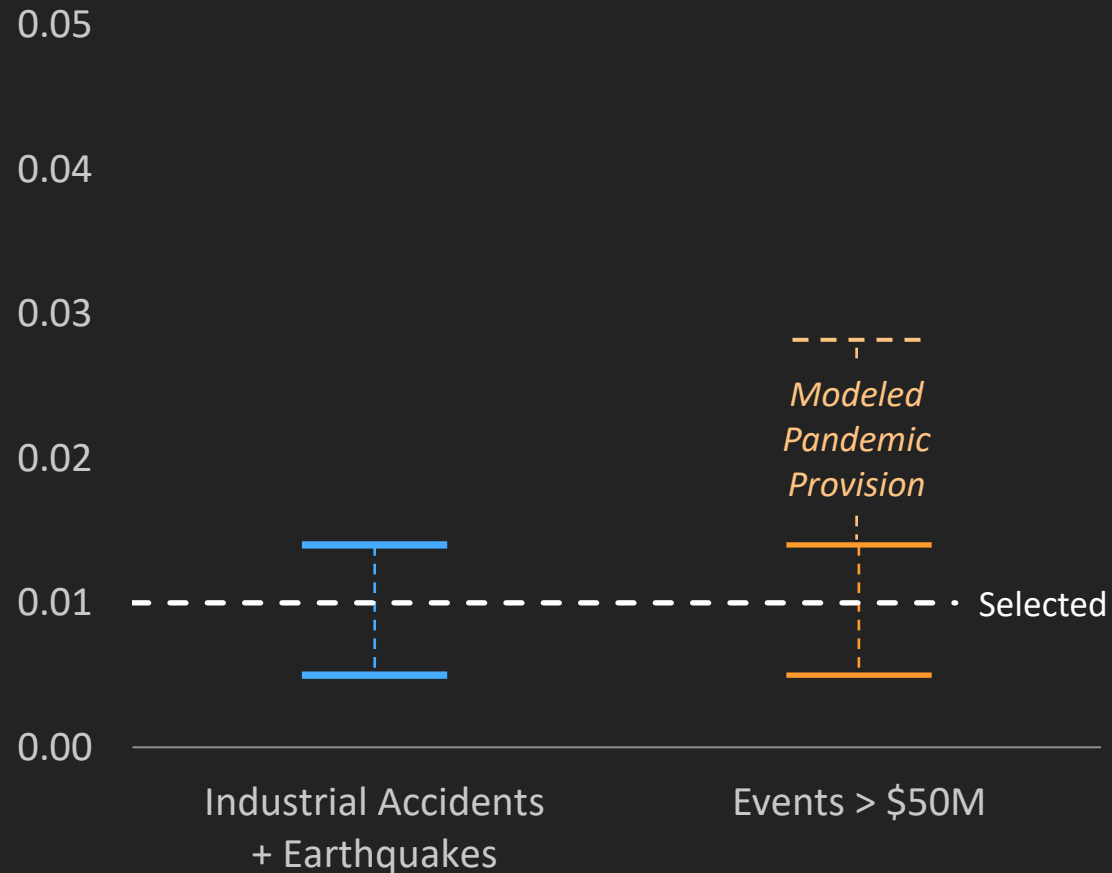 0.05
0.04
0.03
Modeled
Pandemic
0.02
Provision
0.01
Selected
0.00
Industrial Accidents
+ Earthquakes
Events > $50M